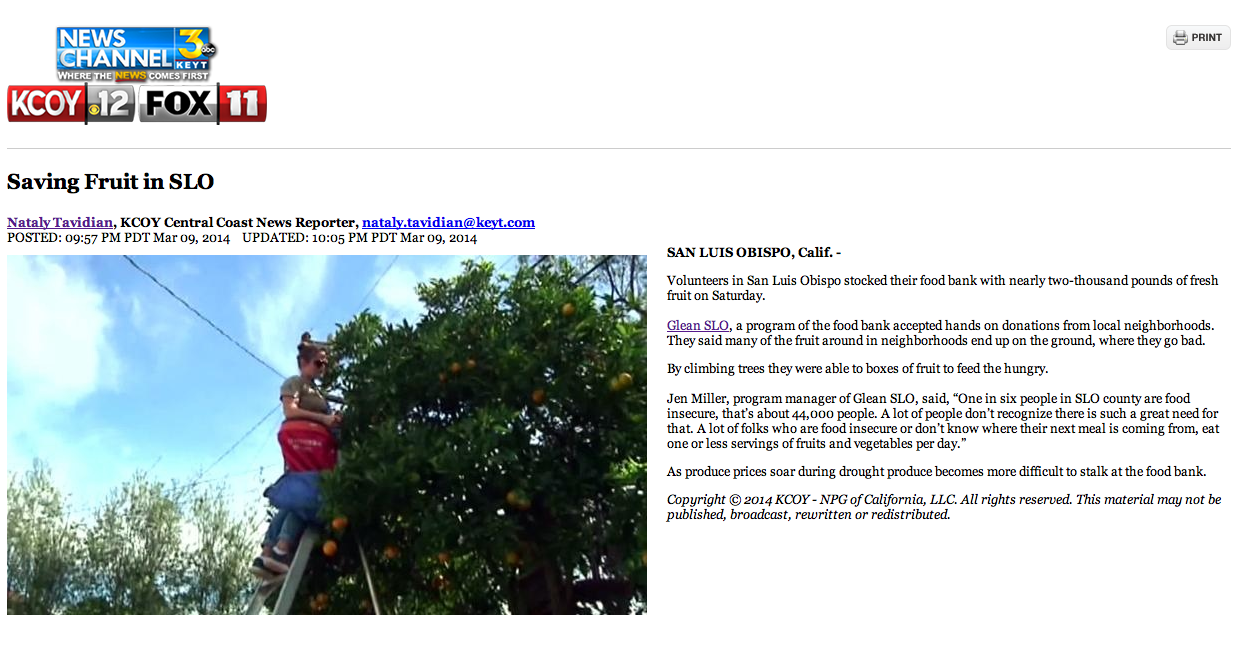 NEWS
CHANNEL 3
abc
KEYT
WHERE THE NEWS COMES FIRST
KCOY 12 FOX 11
PRINT
Saving Fruit in SLO
Nataly Tavidian, KCOY Central Coast News Reporter, nataly.tavidian@keyt.com
POSTED: 09:57 PM PDT Mar 09, 2014 UPDATED: 10:05 PM PDT Mar 09, 2014
SAN LUIS OBISPO, Calif. -
Volunteers in San Luis Obispo stocked their food bank with nearly two-thousand pounds of fresh
fruit on Saturday.
Glean SLO, a program of the food bank accepted hands on donations from local neighborhoods.
They said many of the fruit around in neighborhoods end up on the ground, where they go bad.
By climbing trees they were able to boxes of fruit to feed the hungry.
Jen Miller, program manager of Glean SLO, said, “One in six people in SLO county are food
insecure, that’s about 44,000 people. A lot of people don’t recognize there is such a great need for
that. A lot of folks who are food insecure or don’t know where their next meal is coming from, eat
one or less servings of fruits and vegetables per day.”
As produce prices soar during drought produce becomes more difficult to stalk at the food bank.
Copyright © 2014 KCOY - NPG of California, LLC. All rights reserved. This material may not be
published, broadcast, rewritten or redistributed.